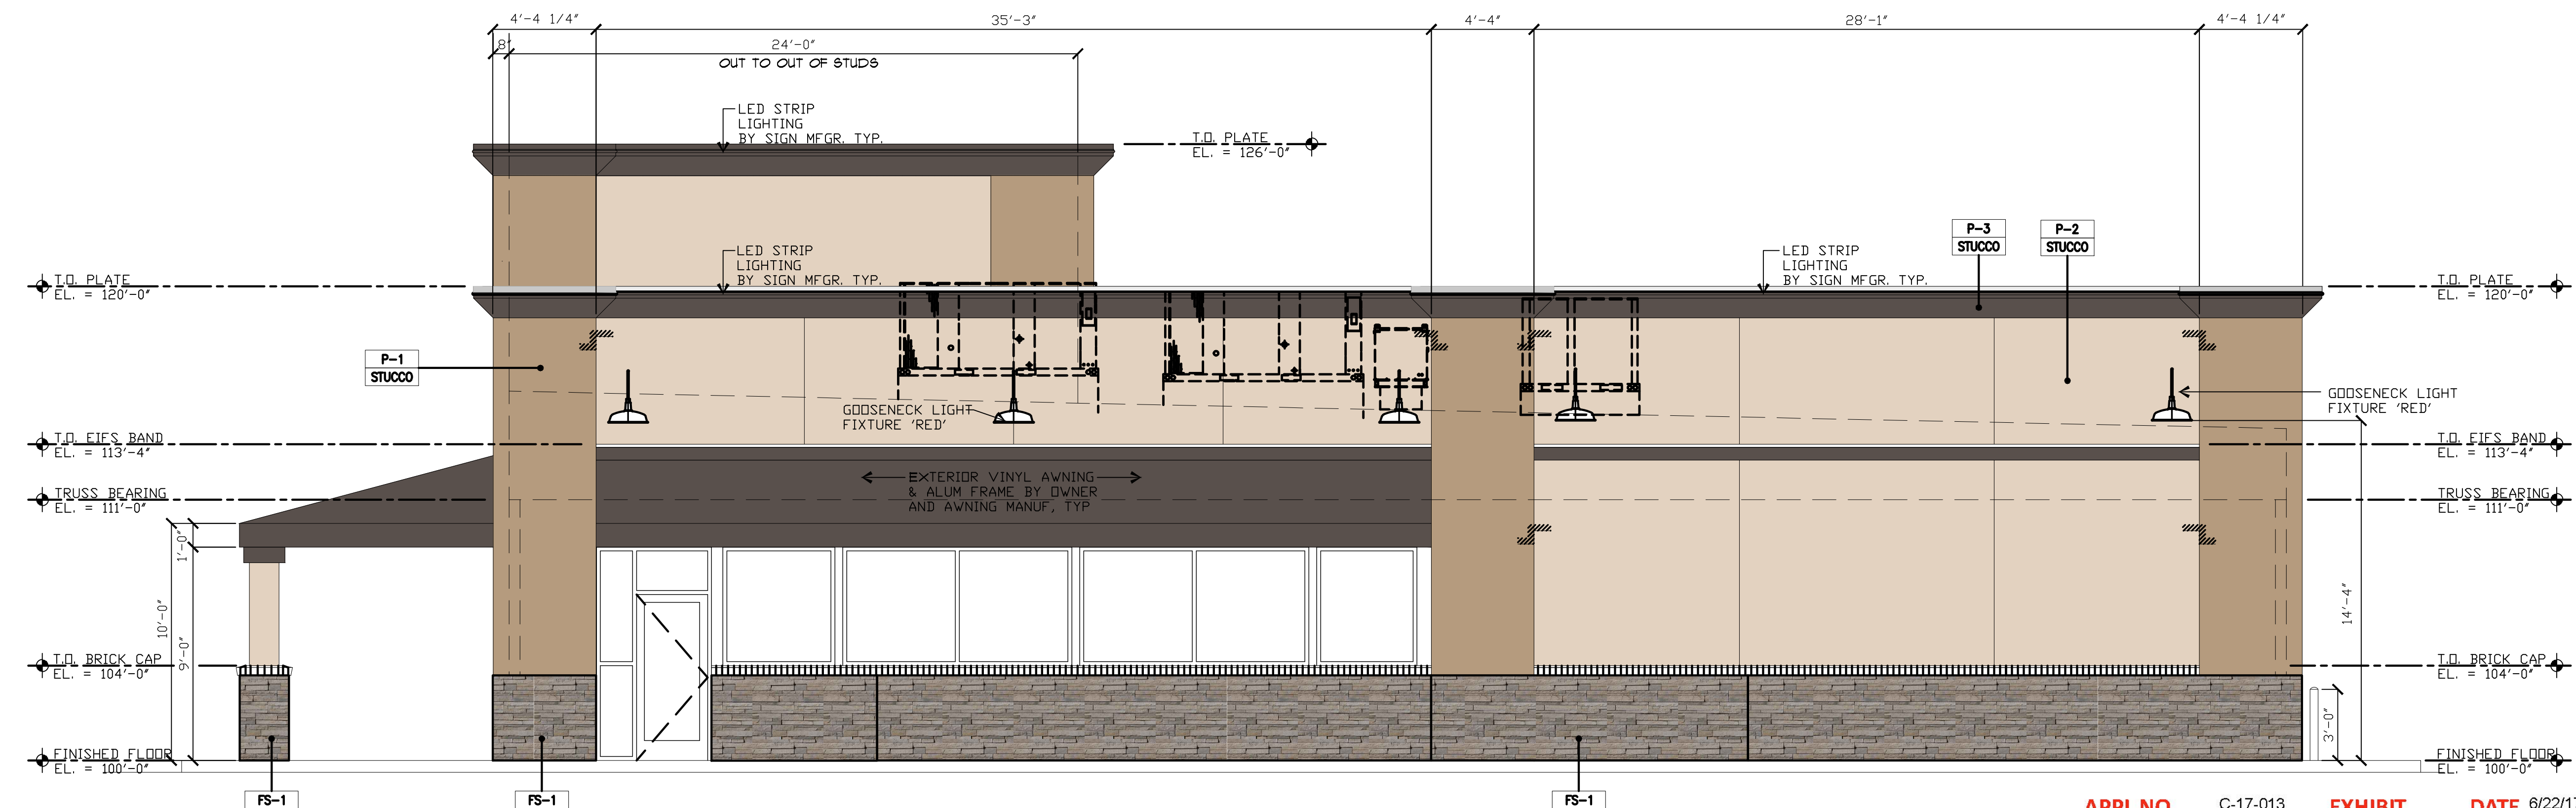 4'-4 1/4"
35'-3"
4'-4"
28'-1"
4'-4 1/4"
8"
24'-0"
OUT TO OUT OF STUDS
LED STRIP
LIGHTING
BY SIGN MFGR. TYP.
T.O. PLATE
EL. = 126'-0"
P-3
STUCCO
P-2
STUCCO
LED STRIP
LIGHTING
BY SIGN MFGR. TYP.
LED STRIP
LIGHTING
BY SIGN MFGR. TYP.
T.O. PLATE
EL. = 120'-0"
T.O. PLATE
EL. = 120'-0"
P-1
STUCCO
GOOSENECK LIGHT
FIXTURE 'RED'
GOOSENECK LIGHT
FIXTURE 'RED'
T.O. EIFS BAND
EL. = 113'-4"
T.O. EIFS BAND
EL. = 113'-4"
EXTERIOR VINYL AWNING
& ALUM FRAME BY OWNER
AND AWNING MANUF, TYP
TRUSS BEARING
EL. = 111'-0"
TRUSS BEARING
EL. = 111'-0"
1'-0"
10'-0"
9'-0"
14'-4"
T.O. BRICK CAP
EL. = 104'-0"
T.O. BRICK CAP
EL. = 104'-0"
3'-0"
FINISHED FLOOR
EL. = 100'-0"
FINISHED FLOOR
EL. = 100'-0"
FS-1
FS-1
FS-1
APPL NO C-17-013 EXHIBIT DATE 6/22/17